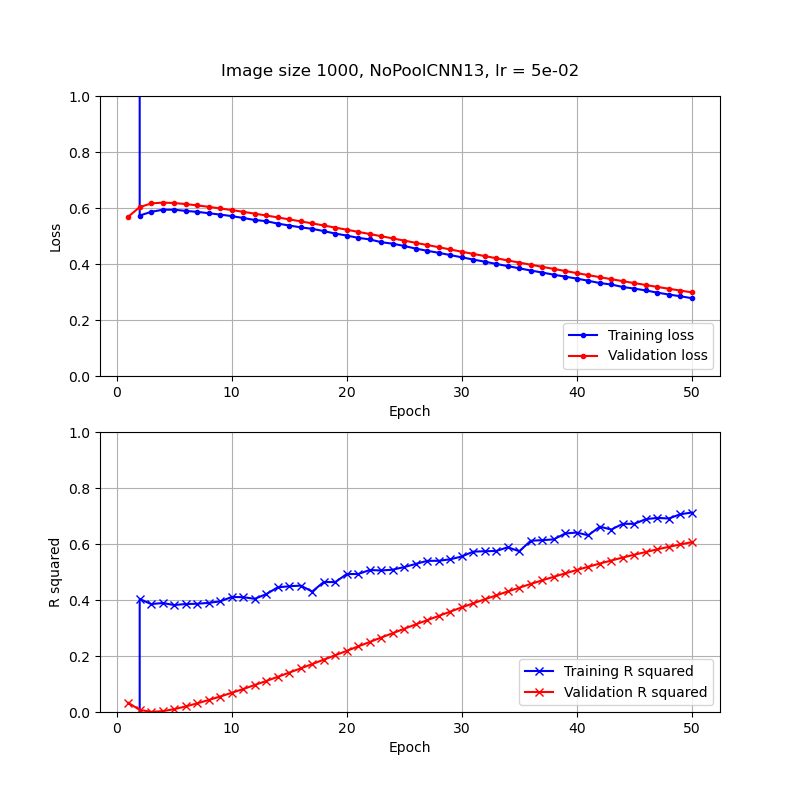 Image size 1000, NoPoolCNN13, lr = 5e-02
1.0
0.8
0.6
0.4
0.2
0.0
Loss
0 10 20 30 40 50
Epoch
Training loss
Validation loss
1.0
0.8
0.6
0.4
0.2
0.0
R squared
0 10 20 30 40 50
Epoch
Training R squared
Validation R squared